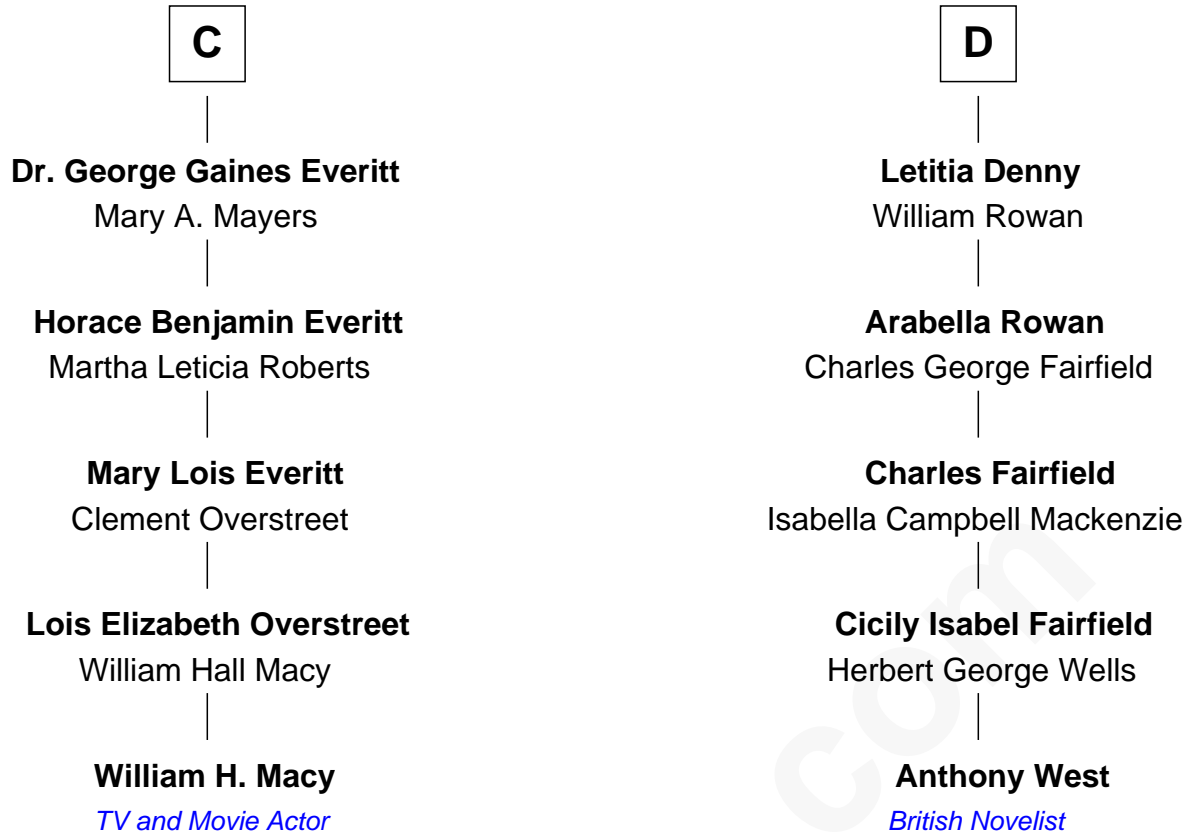 C
Dr. George Gaines Everitt
Mary A. Mayers
Horace Benjamin Everitt
Martha Leticia Roberts
Mary Lois Everitt
Clement Overstreet
Lois Elizabeth Overstreet
William Hall Macy
William H. Macy
TV and Movie Actor
D
Letitia Denny
William Rowan
Arabella Rowan
Charles George Fairfield
Charles Fairfield
Isabella Campbell Mackenzie
Cicily Isabel Fairfield
Herbert George Wells
Anthony West
British Novelist
com